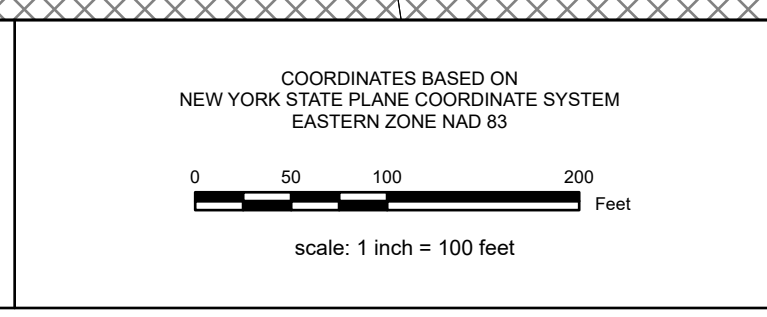 COORDINATES BASED ON
NEW YORK STATE PLANE COORDINATE SYSTEM
EASTERN ZONE NAD 83
0 50 100 200
Feet
scale: 1 inch = 100 feet